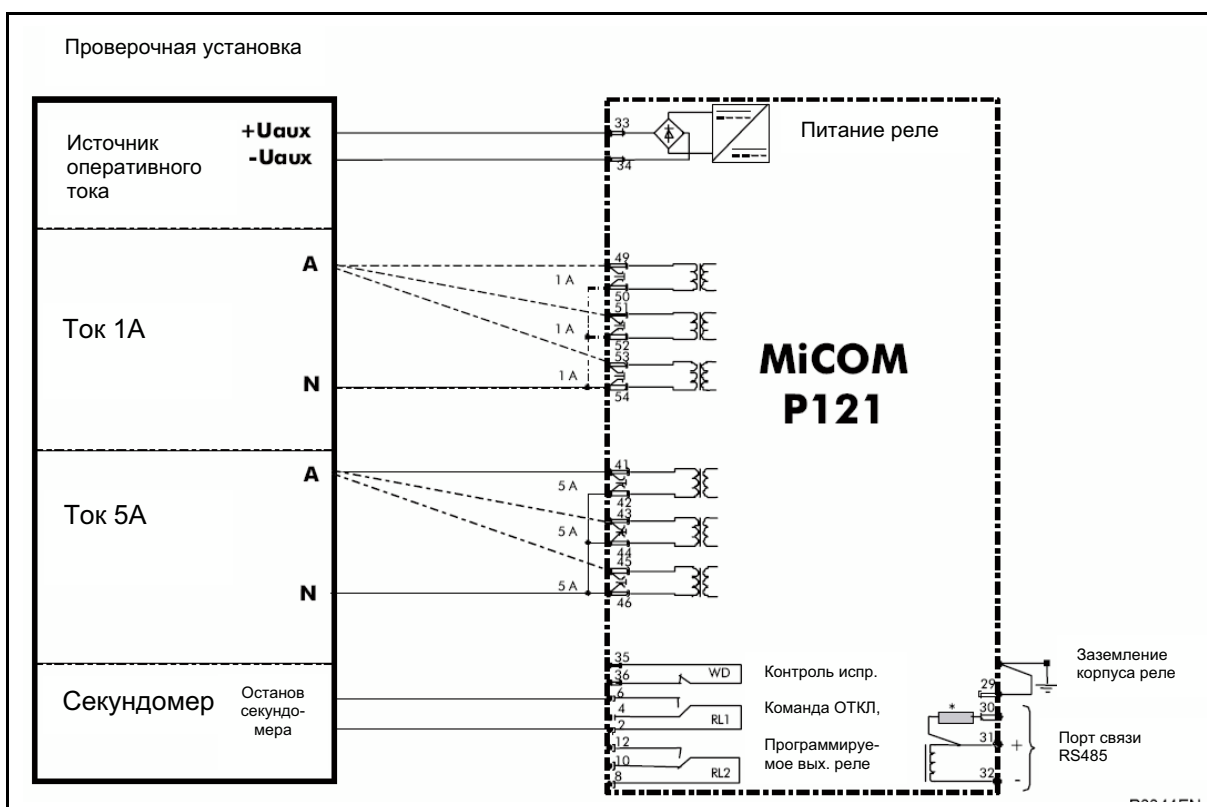 Проверочная установка
Источник
оперативного
тока
+Uaux
-Uaux
33
34
Питание реле
Ток 1А
A
N
1 A
1 A
1 A
49
50
51
52
53
54
MiCOM
P121
Ток 5А
A
N
5 A
5 A
5 A
41
42
43
44
45
46
Секундомер
Останов
секундо-
мера
35
36
6
4
2
12
10
8
WD
RL1
RL2
Контроль испр.
Команда ОТКЛ,
Программируе-
мое вых. реле
29
30
31
32
*
+
-
Заземление
корпуса реле
Порт связи
RS485